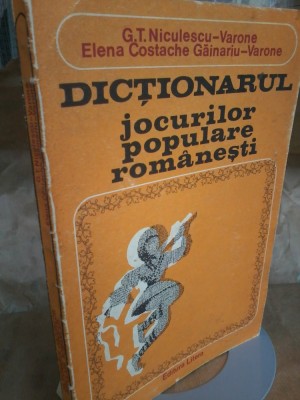 G.T. Niculescu-Varone
Elena Costache Găinariu-Varone
DICȚIONARUL
jocurilor
populare
românești
Editura Litera